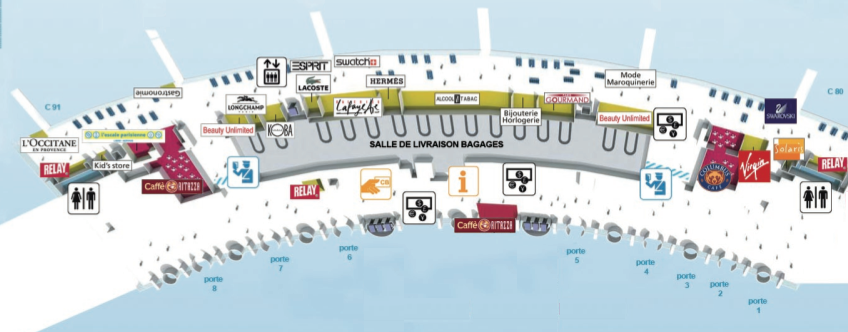 ESPRIT
swatch
HERMÈS
LACOSTE
Mode
Maroquinerie
Gastronomie
C 91
C 80
LONGCHAMP
PARIS
Lafayette
ALCOOL TABAC
GOURMAND
Bijouterie
Horlogerie
SWAROVSKI
Beauty Unlimited
KOBA
Beauty Unlimited
L'OCCITANE
EN PROVENCE
SALLE DE LIVRAISON BAGAGES
solaris
RELAY
Kid's store
COLUMBUS
CAFÉ
Virgin
RELAY
Caffè RITAZZA
RELAY
CB
i
Caffè RITAZZA
porte
8
porte
7
porte
6
porte
5
porte
4
porte
3
porte
2
porte
1